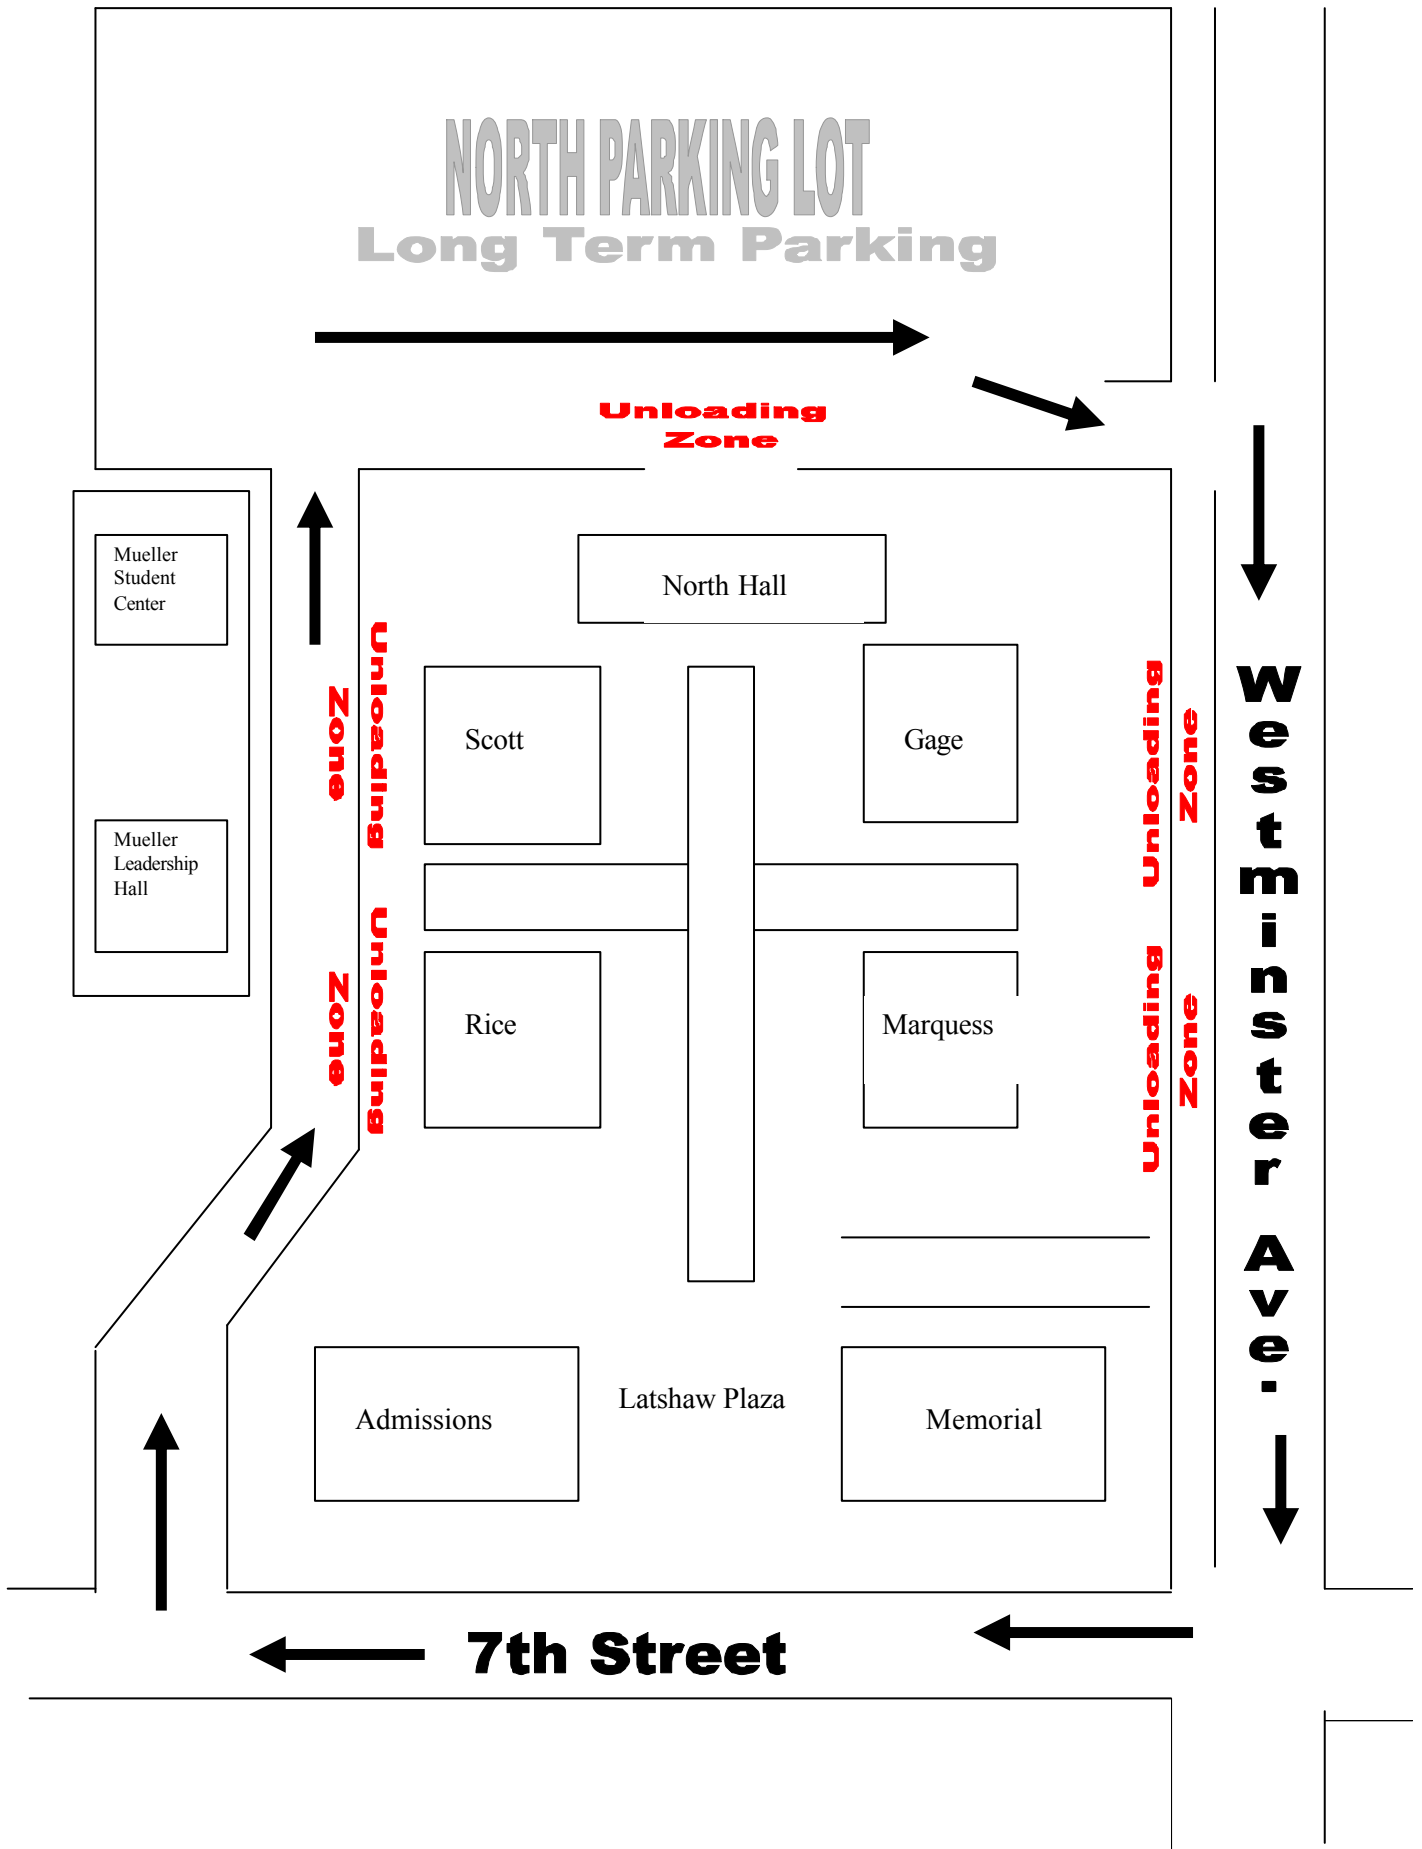 NORTH PARKING LOT
Long Term Parking
Unloading
Zone
Mueller
Student
Center
North Hall
Unloading
Zone
Scott
Gage
Unloading
Zone
Westminster Ave.
Mueller
Leadership
Hall
Unloading
Zone
Rice
Marquess
Unloading
Zone
Admissions
Latshaw Plaza
Memorial
7th Street